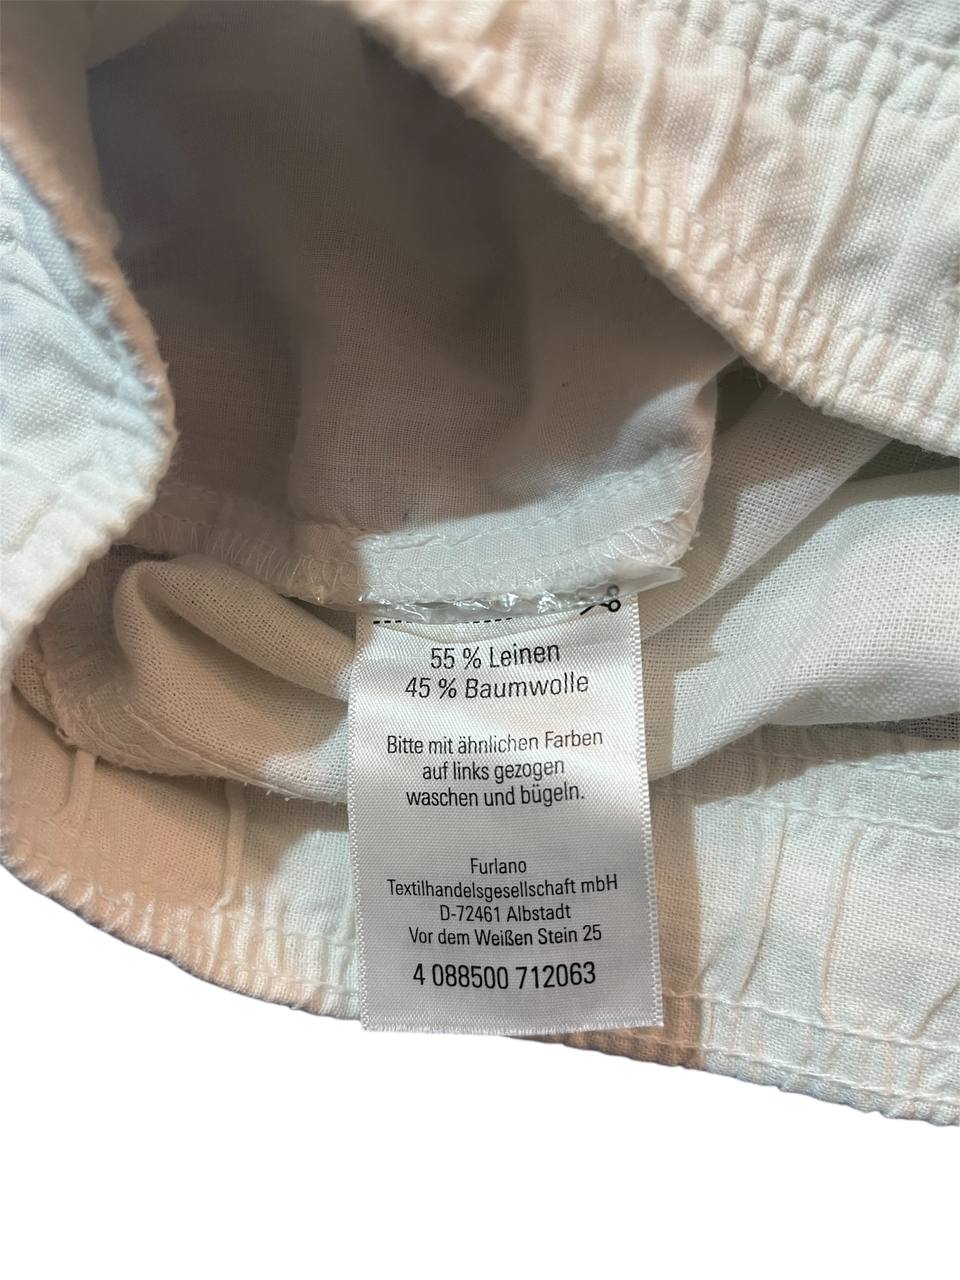 55 % Leinen
45 % Baumwolle
Bitte mit ähnlichen Farben
auf links gezogen
waschen und bügeln.
Furlano
Textilhandelsgesellschaft mbH
D-72461 Albstadt
Vor dem Weißen Stein 25
4 088500 712063